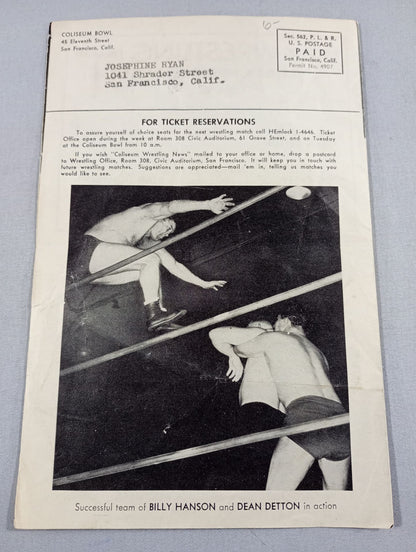 COLISEUM BOWL
45 Eleventh Street
San Francisco, Calif.
6-
Sec. 562, P. L. & R.
U. S. POSTAGE
PAID
San Francisco, Calif.
Permit No. 4907
JOSEPHINE RYAN
1041 Shrader Street
San Francisco, Calif.
FOR TICKET RESERVATIONS
To assure yourself of choice seats for the next wrestling match call HEmlock 1-4646. Ticket
Office open during the week at Room 308 Civic Auditorium, 61 Grove Street, and on Tuesday
at the Coliseum Bowl from 10 a.m.
If you wish "Coliseum Wrestling News" mailed to your office or home, drop a postcard
to Wrestling Office, Room 308, Civic Auditorium, San Francisco. It will keep you in touch with
future wrestling matches. Suggestions are appreciated—mail 'em in, telling us matches you
would like to see.
Successful team of BILLY HANSON and DEAN DETTON in action